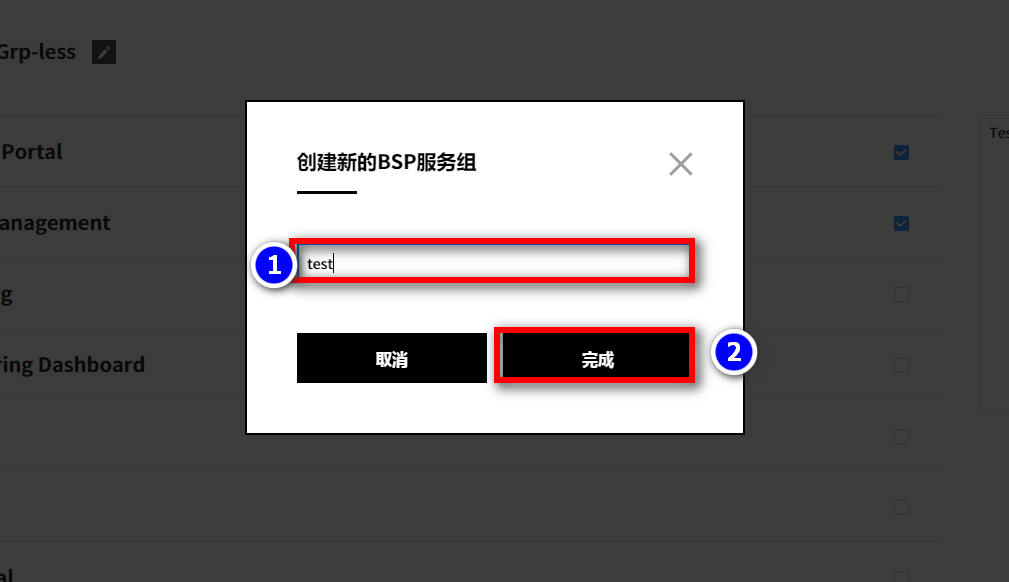 Grp-less
Portal
Tes
创建新的BSP服务组
anagement
1
test
g
取消
完成
2
ring Dashboard
al